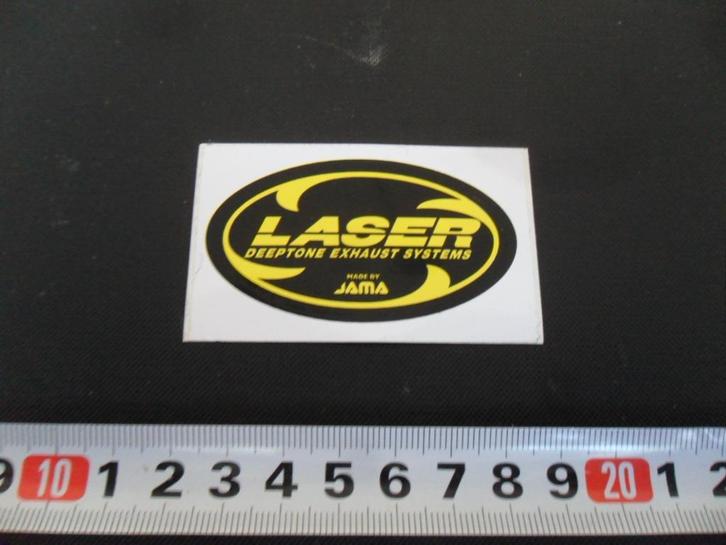 LASER
DEEPTONE EXHAUST SYSTEMS
MADE BY
JAMA
9 10 1 2 3 4 5 6 7 8 9 20 1 2